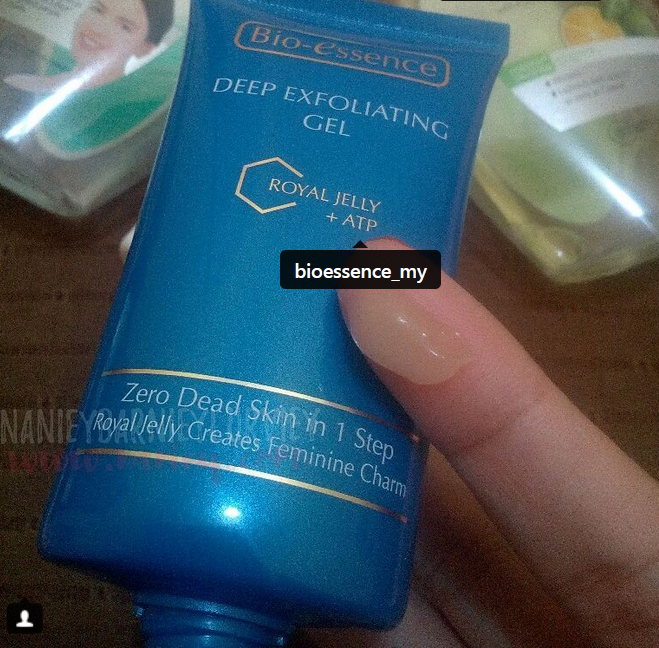 Bio-essence
DEEP EXFOLIATING
GEL
ROYAL JELLY
+ ATP
bioessence_my
Zero Dead Skin in 1 Step
Royal Jelly Creates Feminine Charm